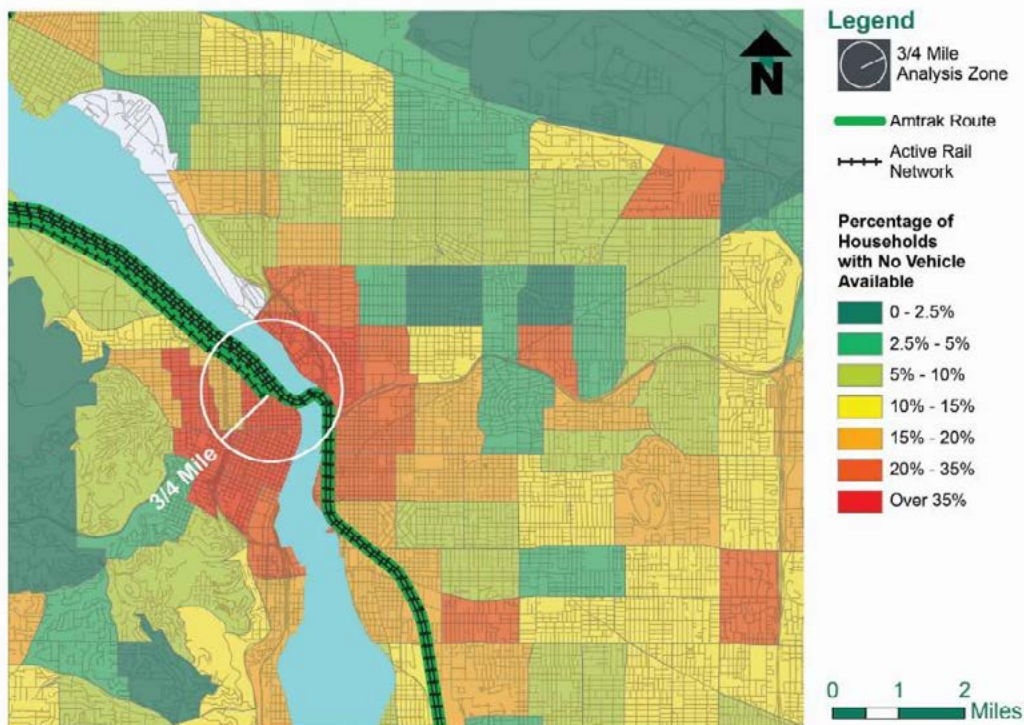 Legend
3/4 Mile
Analysis Zone
Amtrak Route
Active Rail
Network
Percentage of
Households
with No Vehicle
Available
0 - 2.5%
2.5% - 5%
5% - 10%
10% - 15%
15% - 20%
20% - 35%
Over 35%
N
3/4 Mile
0 1 2
Miles